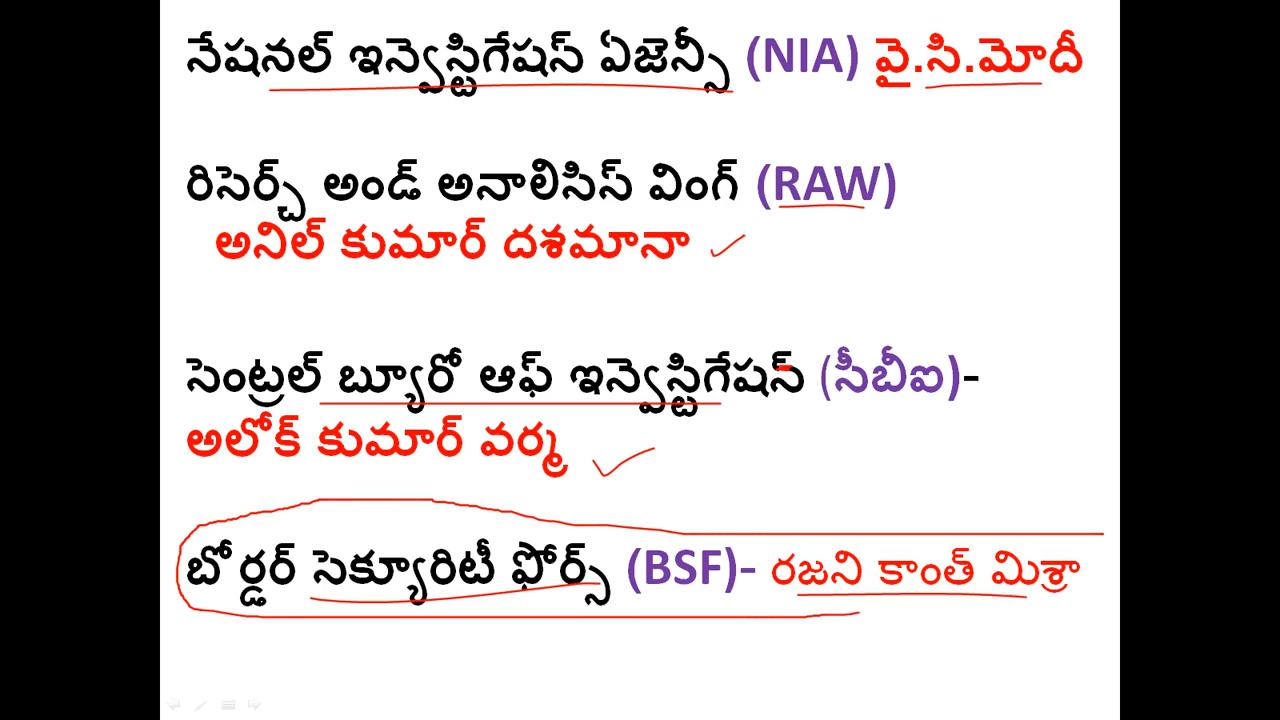 నేషనల్ ఇన్వెస్టిగేషన్ ఏజెన్సీ (NIA) వై.సి.మోదీ
రిసెర్చ్ అండ్ అనాలిసిస్ వింగ్ (RAW)
అనిల్ కుమార్ దశమానా
సెంట్రల్ బ్యూరో ఆఫ్ ఇన్వెస్టిగేషన్ (సీబీఐ)-
అలోక్ కుమార్ వర్మ
బోర్డర్ సెక్యూరిటీ ఫోర్స్ (BSF)- రజని కాంత్ మిశ్రా